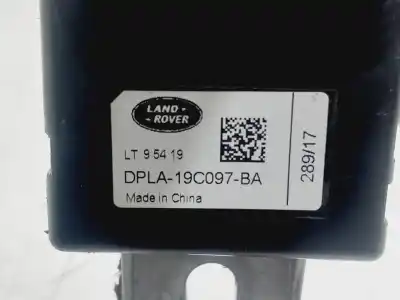 LAND
ROVER
LT 9 54 19
DPLA-19C097-BA
Made in China
289/17